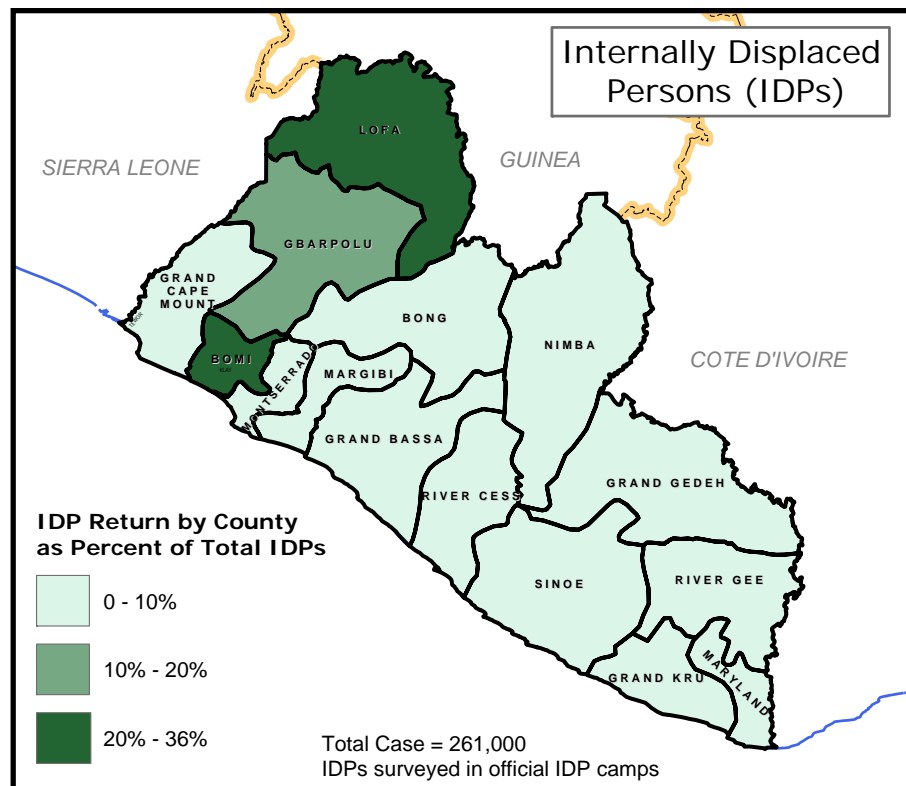 Internally Displaced
Persons (IDPs)
LOFA
SIERRA LEONE
GUINEA
GBARPOLU
GRAND
CAPE
MOUNT
BONG
NIMBA
BOMI
COTE D'IVOIRE
MONTSERRADO
MARGIBI
GRAND BASSA
GRAND GEDEH
RIVER CESS
IDP Return by County
as Percent of Total IDPs
0 - 10%
10% - 20%
20% - 36%
SINOE
RIVER GEE
GRAND KRU
MARYLAND
Total Case = 261,000
IDPs surveyed in official IDP camps